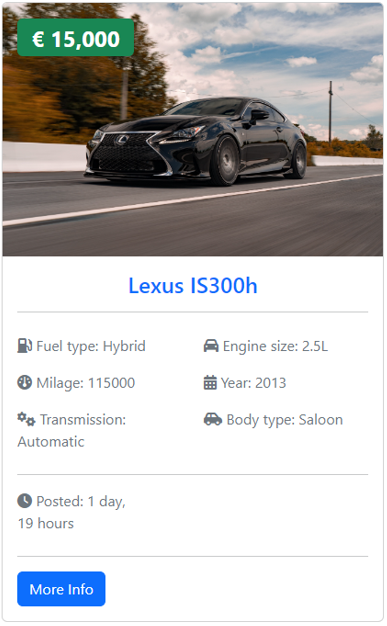 € 15,000
Lexus IS300h
Fuel type: Hybrid
Engine size: 2.5L
Milage: 115000
Year: 2013
Transmission:
Automatic
Body type: Saloon
Posted: 1 day,
19 hours
More Info